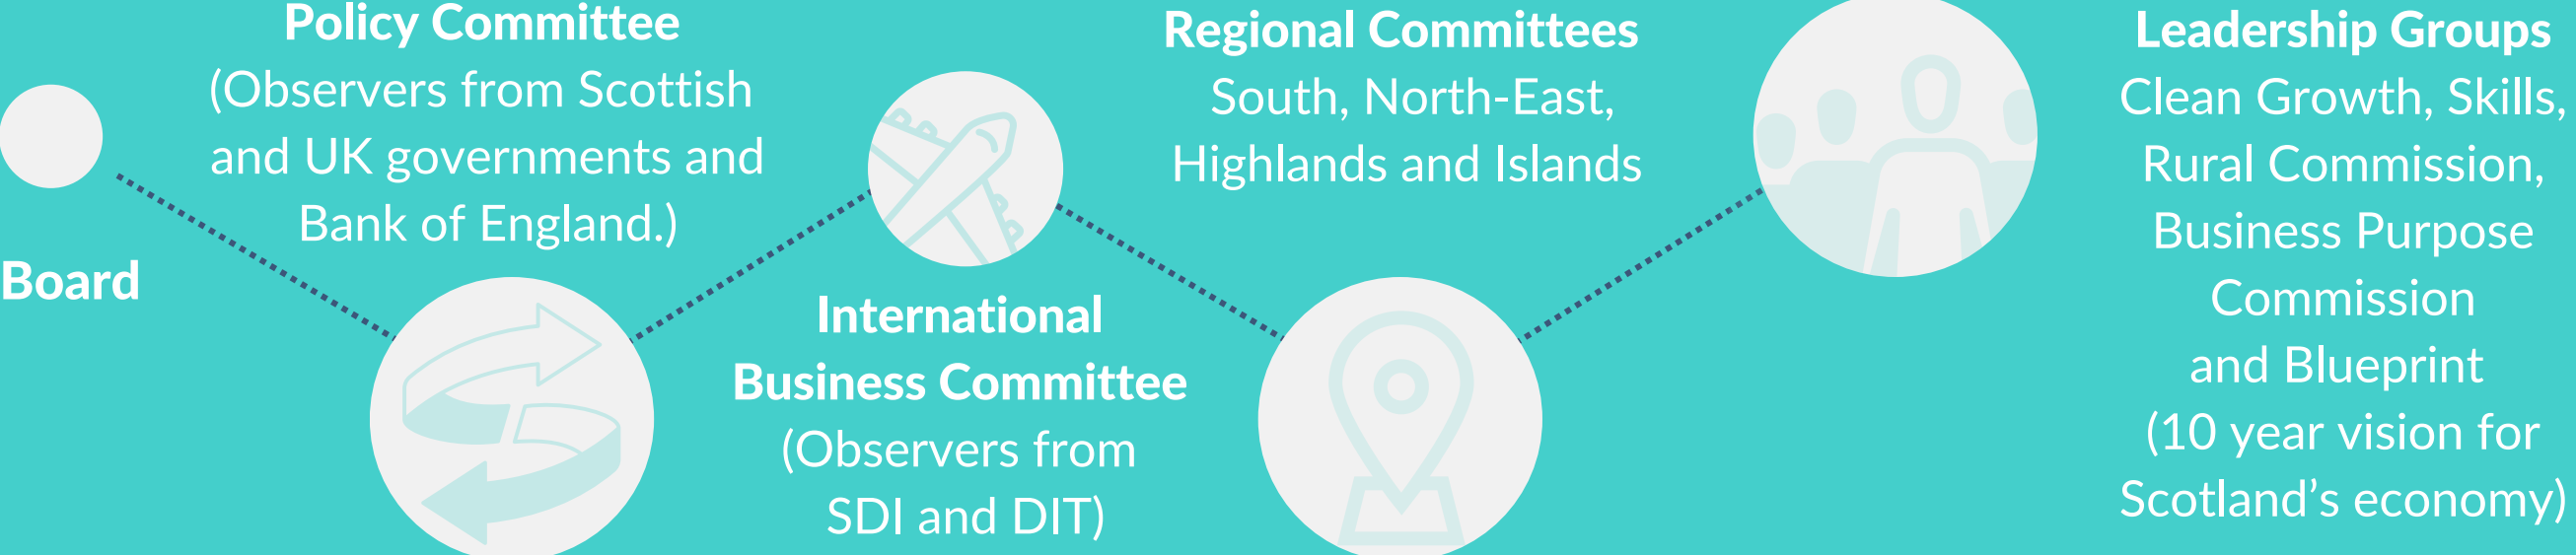 Board
Policy Committee
(Observers from Scottish
and UK governments and
Bank of England.)
International
Business Committee
(Observers from
SDI and DIT)
Regional Committees
South, North-East,
Highlands and Islands
Leadership Groups
Clean Growth, Skills,
Rural Commission,
Business Purpose
Commission
and Blueprint
(10 year vision for
Scotland’s economy)